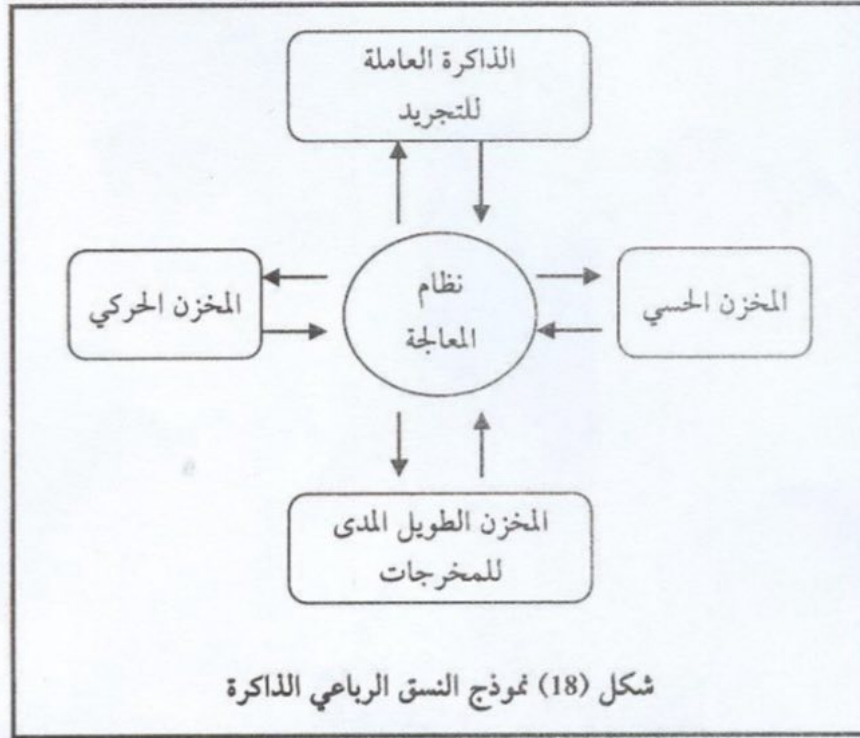 الذاكرة العاملة
للتجريد
نظام
المعالجة
المخزن الحسي
المخزن الحركي
المخزن الطويل المدى
للمخرجات
شكل (18) نموذج النسق الرباعي الذاكرة